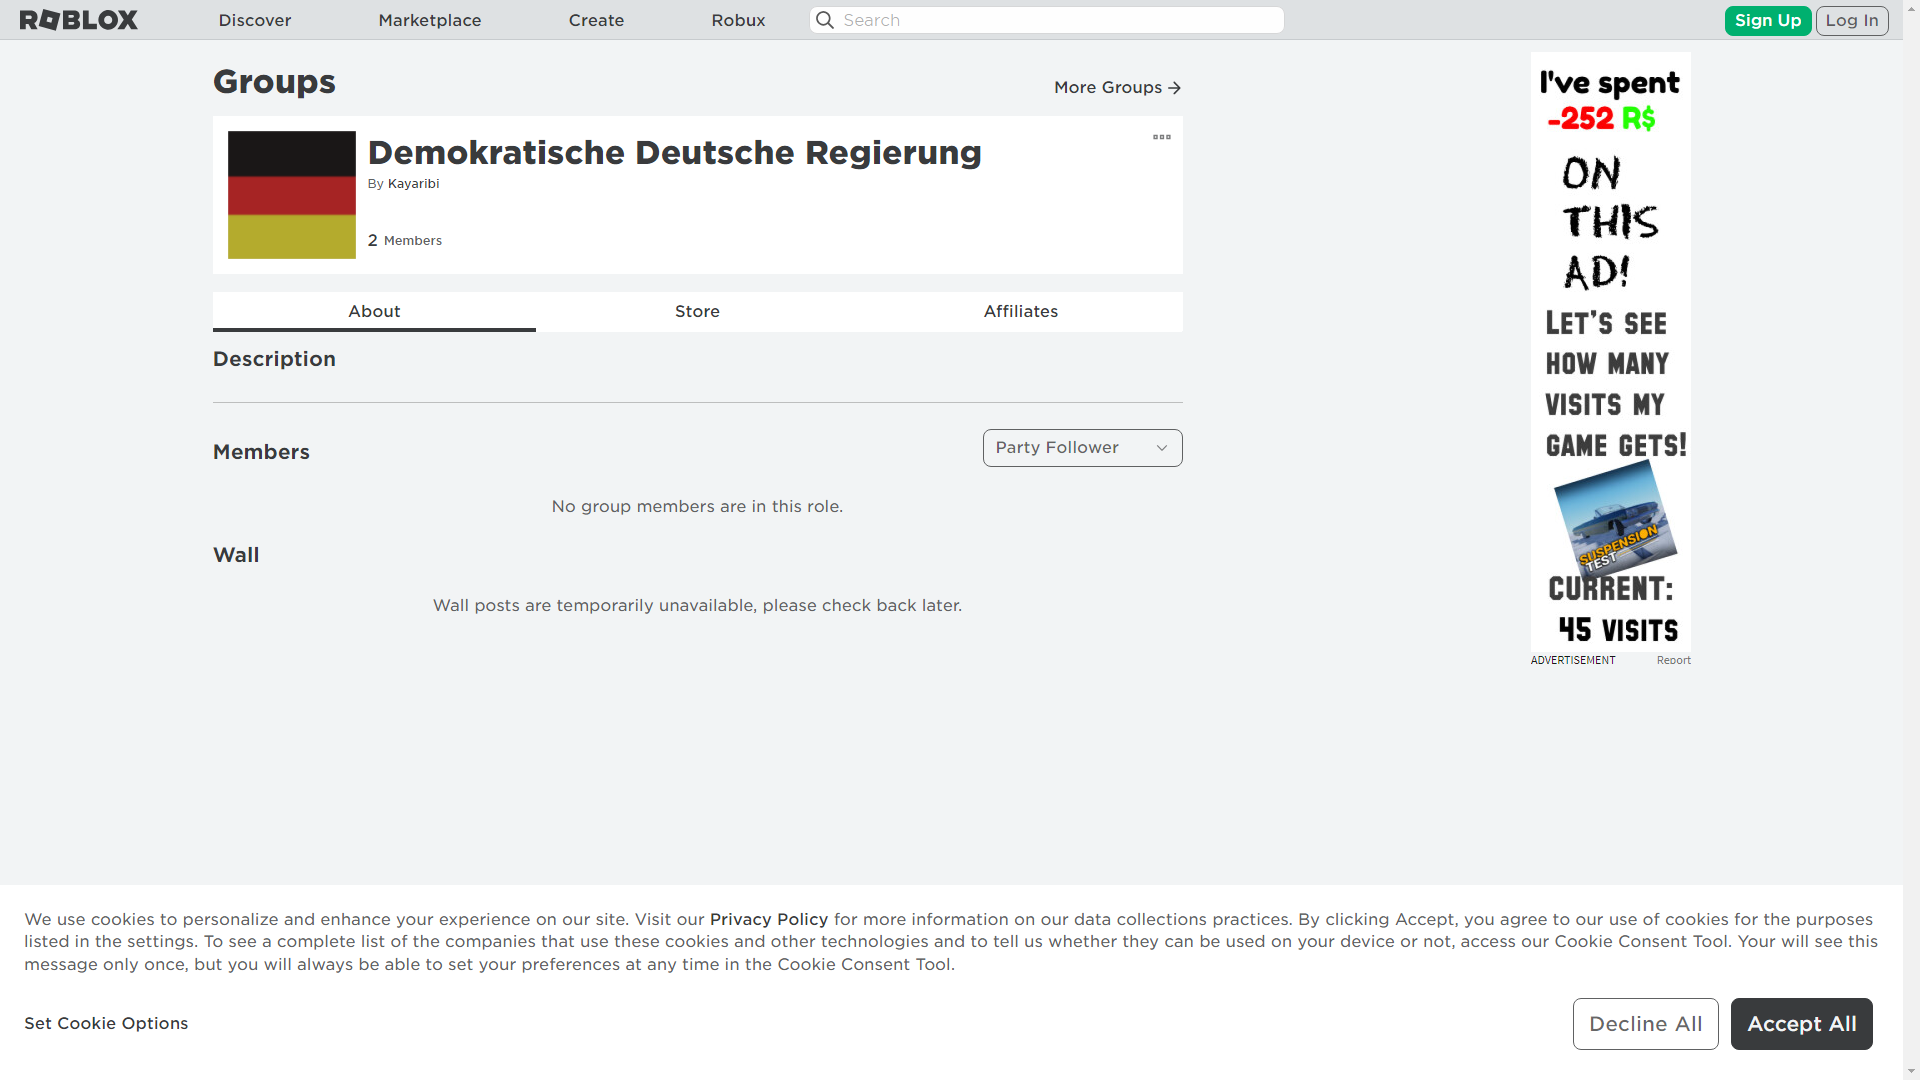 ROBLOX
Discover
Marketplace
Create
Robux
Search
Sign Up
Log In
Groups
More Groups
Demokratische Deutsche Regierung
By Kayaribi
2 Members
About
Store
Affiliates
Description
Members
Party Follower
No group members are in this role.
Wall
Wall posts are temporarily unavailable, please check back later.
I've spent
-252 R$
ON
THIS
AD!
LET'S SEE
HOW MANY
VISITS MY
GAME GETS!
SUSPENSION
TEST
CURRENT:
45 VISITS
ADVERTISEMENT
Report
We use cookies to personalize and enhance your experience on our site. Visit our Privacy Policy for more information on our data collections practices. By clicking Accept, you agree to our use of cookies for the purposes
listed in the settings. To see a complete list of the companies that use these cookies and other technologies and to tell us whether they can be used on your device or not, access our Cookie Consent Tool. Your will see this
message only once, but you will always be able to set your preferences at any time in the Cookie Consent Tool.
Set Cookie Options
Decline All
Accept All